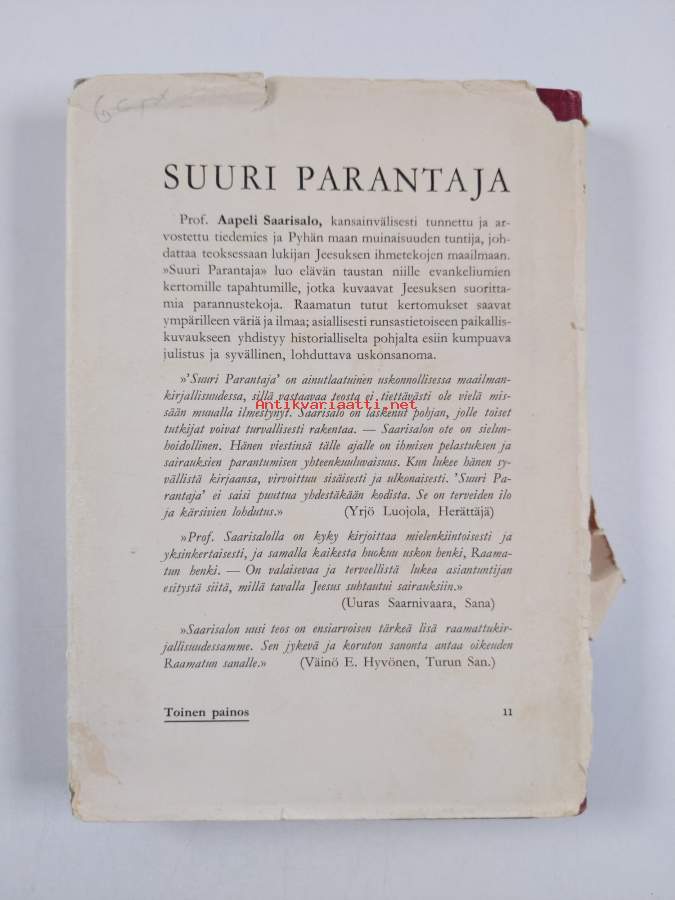 SUURI PARANTAJA
Prof. Aapeli Saarisalo, kansainvälisesti tunnettu ja ar-
vostettu tiedemies ja Pyhän maan muinaisuuden tuntija, joh-
dattaa teoksessaan lukijan Jeesuksen ihmetekojen maailmaan.
»Suuri Parantaja» luo elävän taustan niille evankeliumien
kertomille tapahtumille, jotka kuvaavat Jeesuksen suoritta-
mia parannustekoja. Raamatun tutut kertomukset saavat
ympärilleen väriä ja ilmaa; asiallisesti runsastietoiseen paikallis-
kuvaukseen yhdistyy historialliselta pohjalta esiin kumpuava
julistus ja syvällinen, lohduttava uskonsanoma.
»'Suuri Parantaja' on ainutlaatuinen uskonnollisessa maailman-
kirjallisuudessa, sillä vastaavaa teosta ei tiettävästi ole vielä mis-
sään muualla ilmestynyt. Saarisalo on laskenut pohjan, jolle toiset
Antikvariaatti.net
tutkijat voivat turvallisesti rakentaa. — Saarisalon ote on sielun-
hoidollinen. Hänen viestinsä tälle ajalle on ihmisen pelastuksen ja
sairauksien parantumisen yhteenkuuluvaisuus. Kun lukee hänen sy-
vällistä kirjaansa, virvoittuu sisäisesti ja ulkonaisesti. 'Suuri Pa-
rantaja' ei saisi puuttua yhdestäkään kodista. Se on terveiden ilo
ja kärsivien lohdutus.» (Yrjö Luojola, Herättäjä)
»Prof. Saarisalolla on kyky kirjoittaa mielenkiintoisesti ja
yksinkertaisesti, ja samalla kaikesta huokuu uskon henki, Raama-
tun henki. — On valaisevaa ja terveellistä lukea asiantuntijan
esitystä siitä, millä tavalla Jeesus suhtautui sairauksiin.»
(Uuras Saarnivaara, Sana)
»Saarisalon uusi teos on ensiarvoisen tärkeä lisä raamattukir-
jallisuudessamme. Sen jykevä ja koruton sanonta antaa oikeuden
Raamatun sanalle.» (Väinö E. Hyvönen, Turun San.)
Toinen painos 11